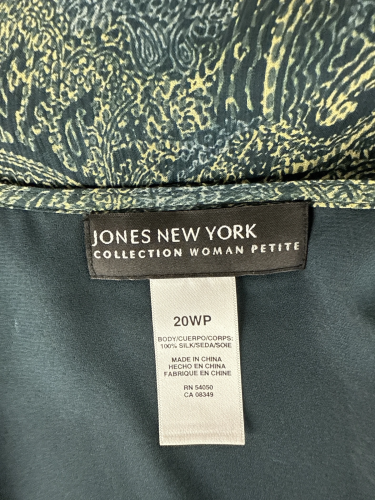 JONES NEW YORK
COLLECTION WOMAN PETITE
20WP
BODY/CUERPO/CORPS:
100% SILK/SEDA/SOIE
MADE IN CHINA
HECHO EN CHINA
FABRIQUE EN CHINE
RN 54050
CA 08349